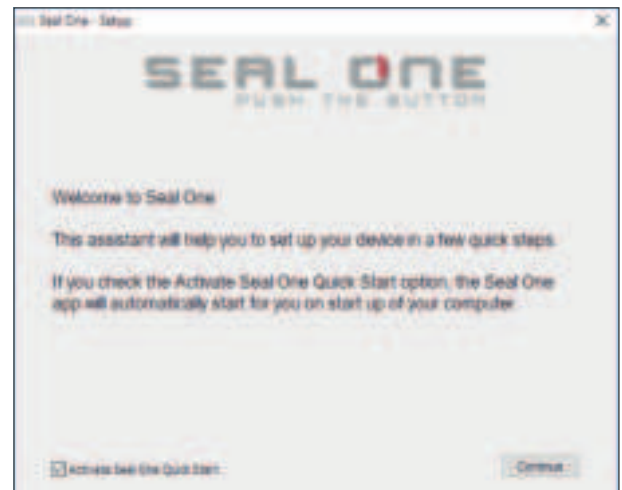 Seal One - Setup
SEAL ONE
PUSH THE BUTTON
Welcome to Seal One
This assistant will help you to set up your device in a few quick steps.
If you check the Activate Seal One Quick Start option, the Seal One
app will automatically start for you on start up of your computer.
Activate Seal One Quick Start
Continue